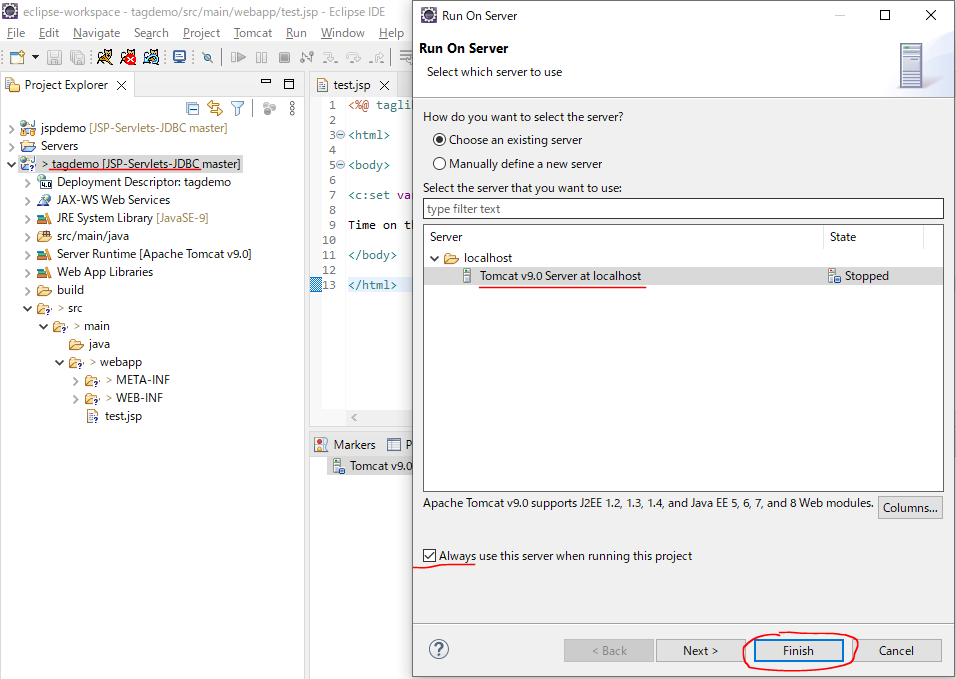 eclipse-workspace - tagdemo/src/main/webapp/test.jsp - Eclipse IDE
File Edit Navigate Search Project Tomcat Run Window Help
Project Explorer
jspdemo [JSP-Servlets-JDBC master]
Servers
> tagdemo [JSP-Servlets-JDBC master]
Deployment Descriptor: tagdemo
JAX-WS Web Services
JRE System Library [JavaSE-9]
src/main/java
Server Runtime [Apache Tomcat v9.0]
Web App Libraries
build
> src
> main
java
> webapp
> META-INF
> WEB-INF
test.jsp
test.jsp
1 <%@ taglib
2
3 <html>
4
5 <body>
6
7 <c:set va
8
9 Time on th
10
11 </body>
12
13 </html>
Markers
Tomcat v9.0
Run On Server
Run On Server
Select which server to use
How do you want to select the server?
Choose an existing server
Manually define a new server
Select the server that you want to use:
type filter text
Server State
localhost
Tomcat v9.0 Server at localhost Stopped
Apache Tomcat v9.0 supports J2EE 1.2, 1.3, 1.4, and Java EE 5, 6, 7, and 8 Web modules.
Columns...
Always use this server when running this project
?
< Back Next > Finish Cancel